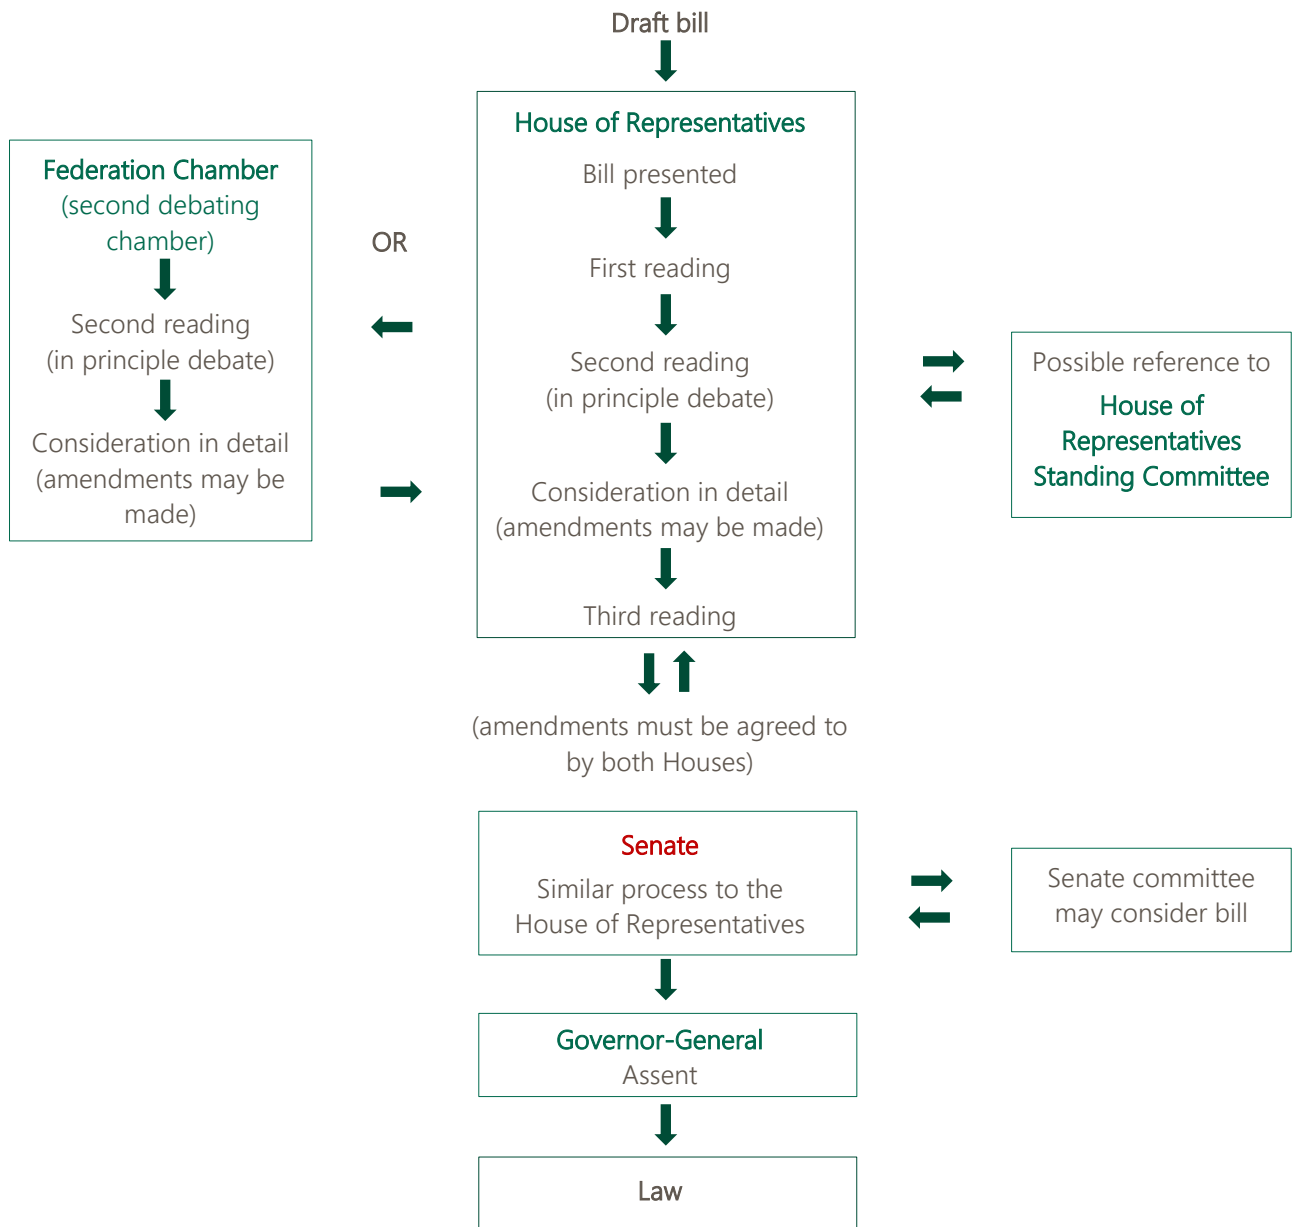 Draft bill
Federation Chamber
(second debating
chamber)
Second reading
(in principle debate)
Consideration in detail
(amendments may be
made)
OR
House of Representatives
Bill presented
First reading
Second reading
(in principle debate)
Consideration in detail
(amendments may be made)
Third reading
Possible reference to
House of
Representatives
Standing Committee
(amendments must be agreed to
by both Houses)
Senate
Similar process to the
House of Representatives
Senate committee
may consider bill
Governor-General
Assent
Law